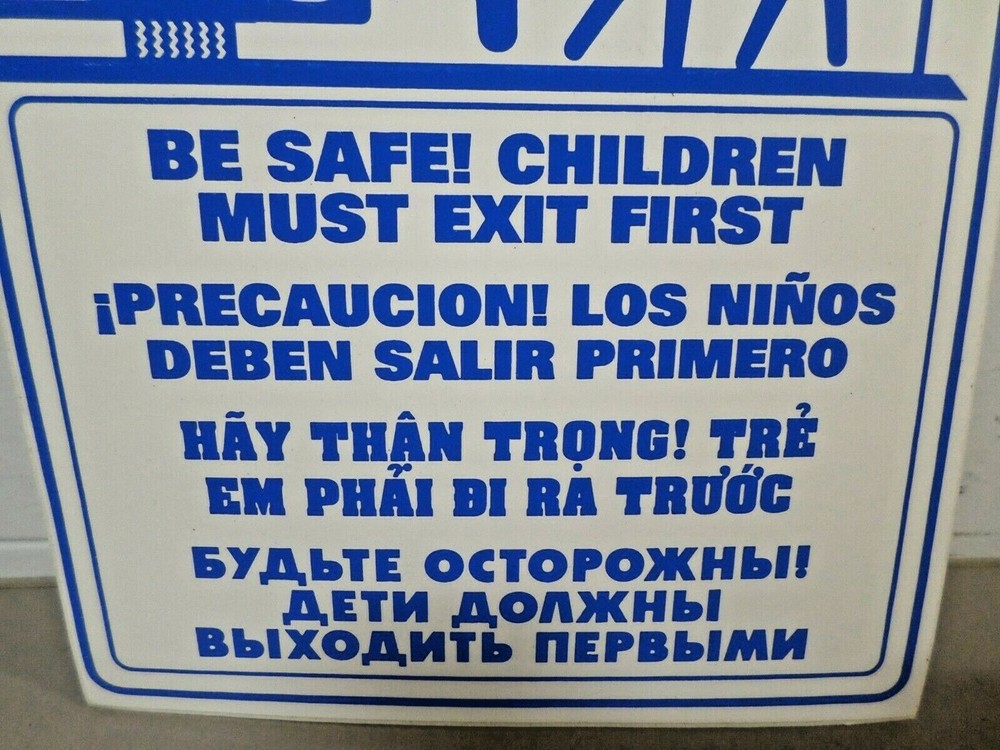 BE SAFE! CHILDREN
MUST EXIT FIRST
¡PRECAUCION! LOS NIÑOS
DEBEN SALIR PRIMERO
HÃY THẬN TRỌNG! TRẺ
EM PHẢI ĐI RA TRƯỚC
БУДЬТЕ ОСТОРОЖНЫ!
ДЕТИ ДОЛЖНЫ
ВЫХОДИТЬ ПЕРВЫМИ